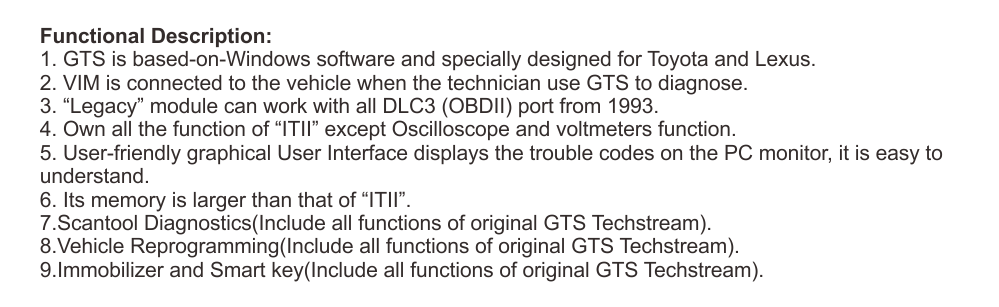 Functional Description:
1. GTS is based-on-Windows software and specially designed for Toyota and Lexus.
2. VIM is connected to the vehicle when the technician use GTS to diagnose.
3. “Legacy” module can work with all DLC3 (OBDII) port from 1993.
4. Own all the function of “ITII” except Oscilloscope and voltmeters function.
5. User-friendly graphical User Interface displays the trouble codes on the PC monitor, it is easy to
understand.
6. Its memory is larger than that of “ITII”.
7.Scantool Diagnostics(Include all functions of original GTS Techstream).
8.Vehicle Reprogramming(Include all functions of original GTS Techstream).
9.Immobilizer and Smart key(Include all functions of original GTS Techstream).